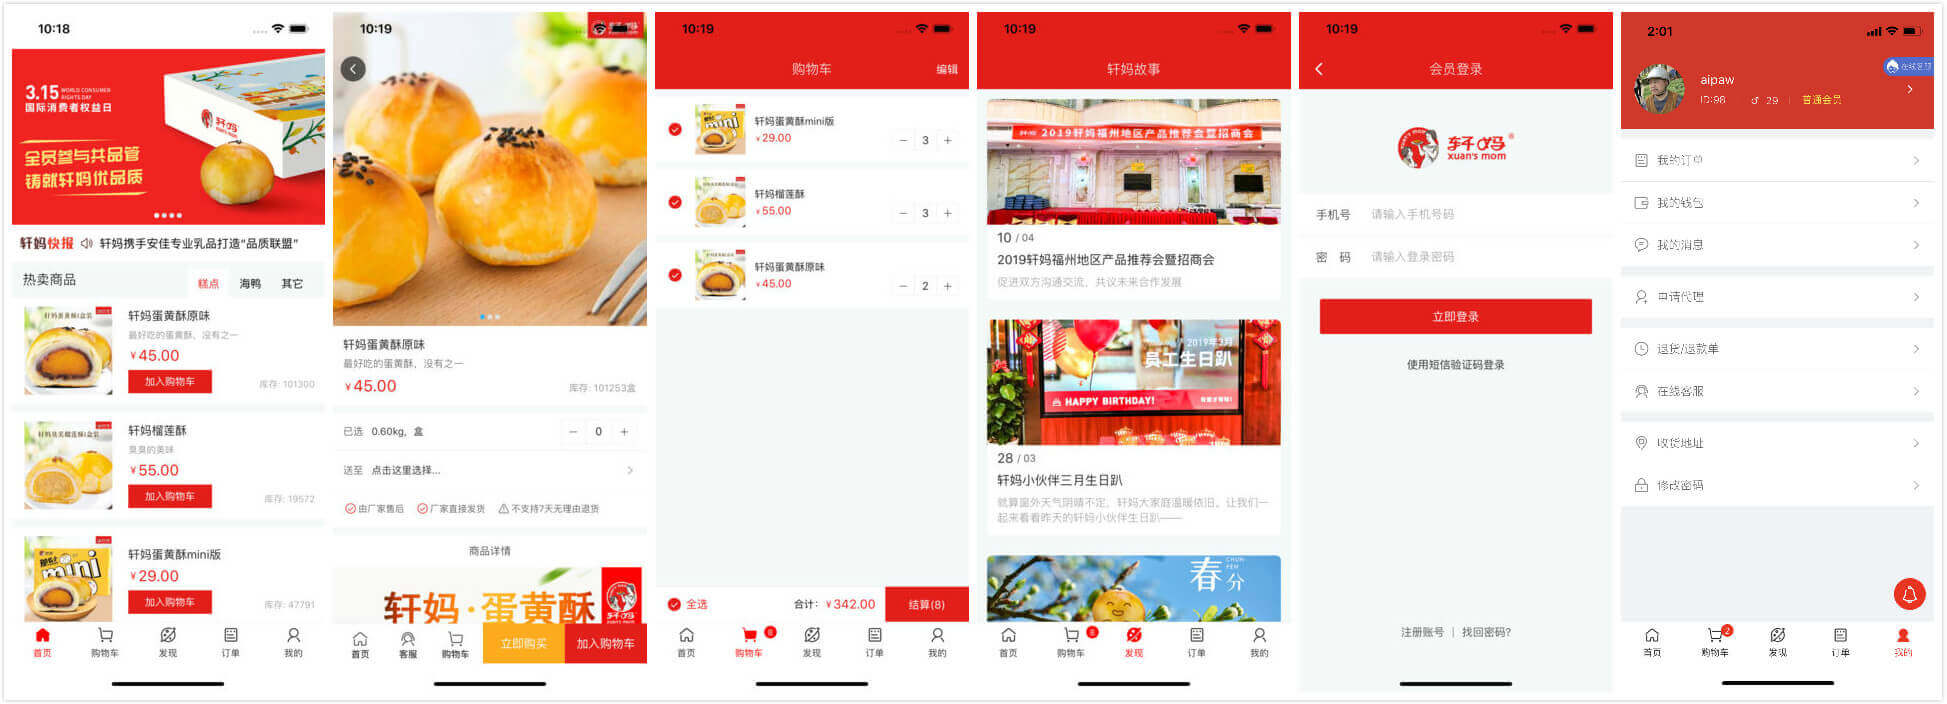 10:18
3.15 WORLD CONSUMER RIGHTS DAY
国际消费者权益日
轩妈
全员参与共品管
铸就轩妈优品质
轩妈快报 轩妈携手安佳专业乳品打造“品质联盟”
热卖商品 糕点 海鸭 其它
轩妈蛋黄酥原味
最好吃的蛋黄酥，没有之一
¥45.00
加入购物车 库存: 101300
轩妈榴莲酥
臭臭的美味
¥55.00
加入购物车 库存: 19572
mini
轩妈蛋黄酥mini版
¥29.00
加入购物车 库存: 47791
首页 购物车 发现 订单 我的
10:19
轩妈蛋黄酥原味
最好吃的蛋黄酥，没有之一
¥45.00 库存: 101253盒
已选 0.60kg, 盒 − 0 +
送至 点击这里选择...
由厂家售后 厂家直接发货 不支持7天无理由退货
商品详情
轩妈·蛋黄酥
首页 客服 购物车 立即购买 加入购物车
10:19
购物车 编辑
mini
轩妈蛋黄酥mini版
¥29.00 − 3 +
轩妈榴莲酥
¥55.00 − 3 +
轩妈蛋黄酥原味
¥45.00 − 2 +
全选 合计: ¥342.00 结算(8)
首页 购物车 8 发现 订单 我的
10:19
轩妈故事
2019轩妈福州地区产品推荐会暨招商会
10 / 04
2019轩妈福州地区产品推荐会暨招商会
促进双方沟通交流，共议未来合作发展
2019年3月
员工生日趴
HAPPY BIRTHDAY!
28 / 03
轩妈小伙伴三月生日趴
就算窗外天气阴晴不定，轩妈大家庭温暖依旧。让我们一
起来看看昨天的轩妈小伙伴生日趴——
春分 CHUN FEN
首页 购物车 8 发现 订单 我的
10:19
会员登录
轩妈®
xuan's mom
手机号 请输入手机号码
密 码 请输入登录密码
立即登录
使用短信验证码登录
注册账号 | 找回密码?
2:01
在线客服
aipaw
ID:98 ♂ 29 | 普通会员
我的订单
我的钱包
我的消息
申请代理
退货/退款单
在线客服
收货地址
修改密码
首页 购物车 2 发现 订单 我的